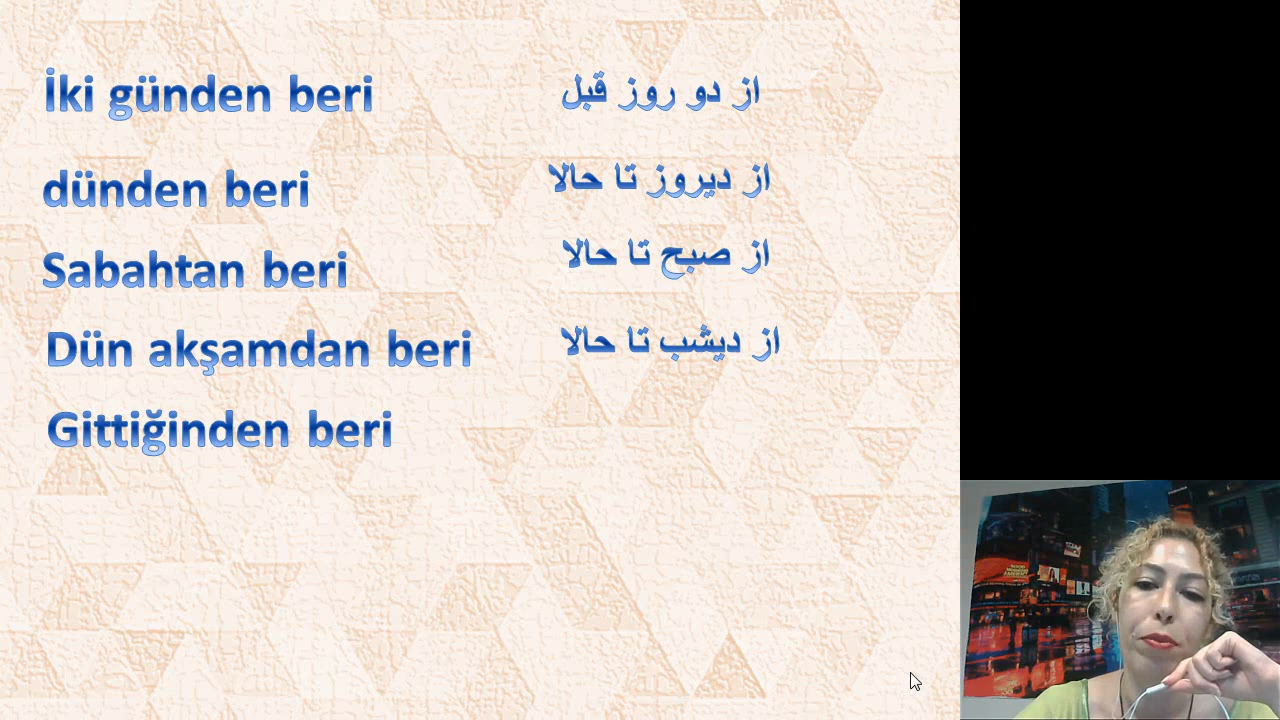 İki günden beri از دو روز قبل
dünden beri از دیروز تا حالا
Sabahtan beri از صبح تا حالا
Dün akşamdan beri از دیشب تا حالا
Gittiğinden beri